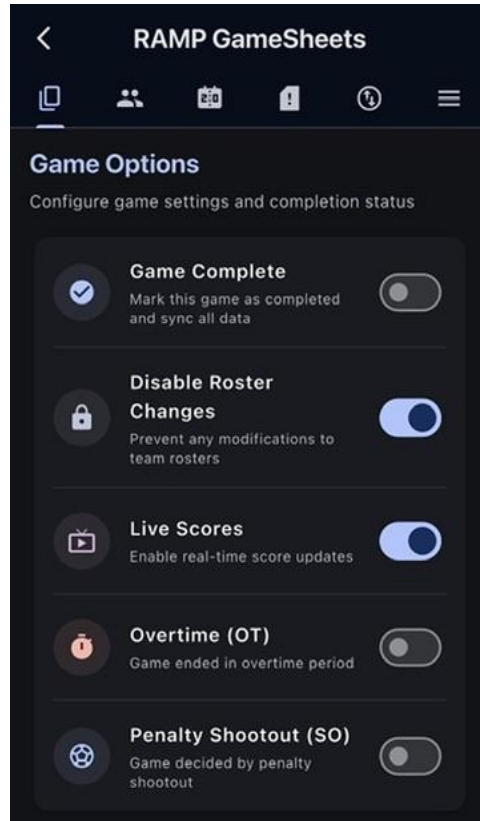 RAMP GameSheets
Game Options
Configure game settings and completion status
Game Complete
Mark this game as completed
and sync all data
Disable Roster
Changes
Prevent any modifications to
team rosters
Live Scores
Enable real-time score updates
Overtime (OT)
Game ended in overtime period
Penalty Shootout (SO)
Game decided by penalty
shootout